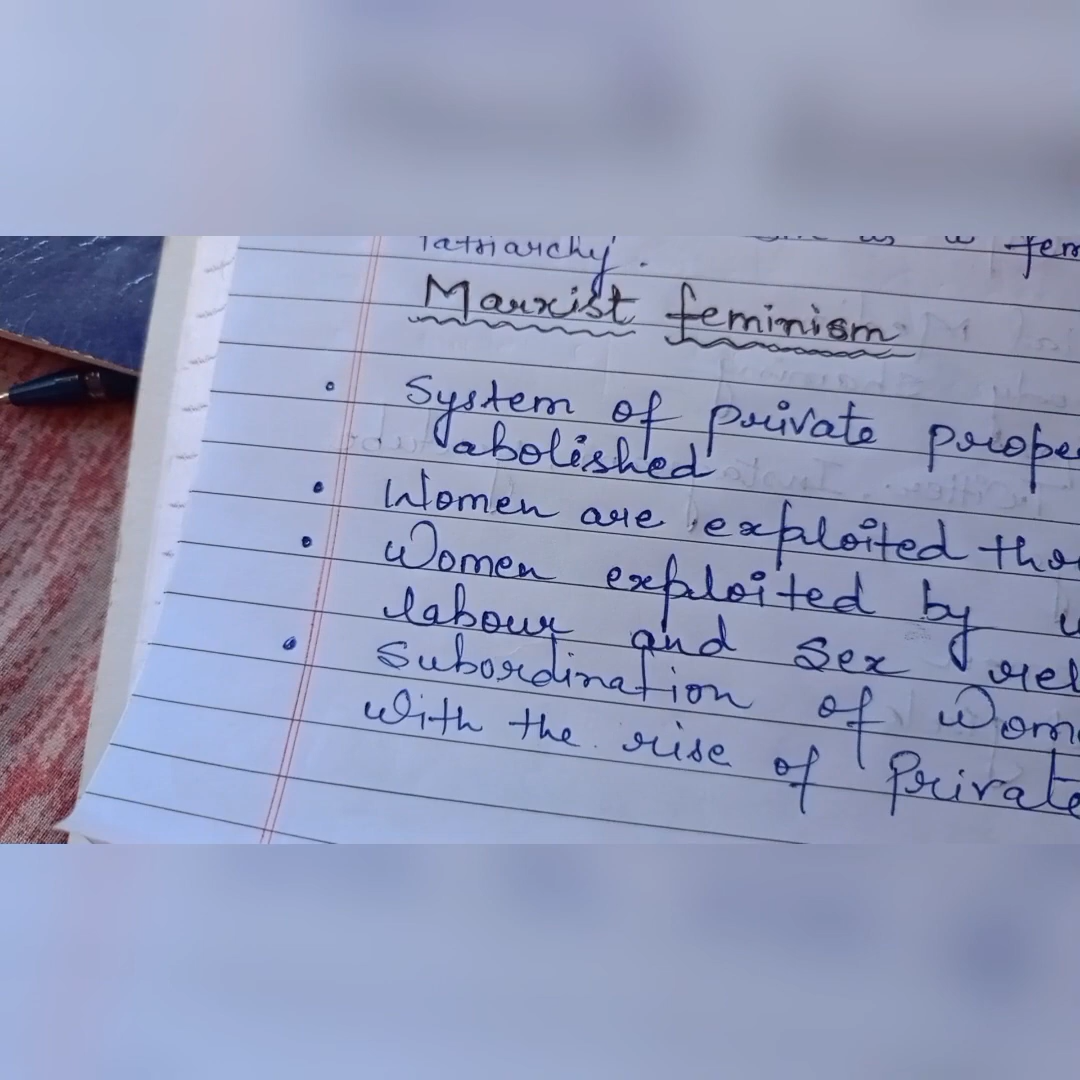 Patriarchy.
Marxist feminism
• System of private prope
abolished
• Women are exploited tho
• Women exploited by u
labour and sex rel
• Subordination of Wome
with the rise of Private